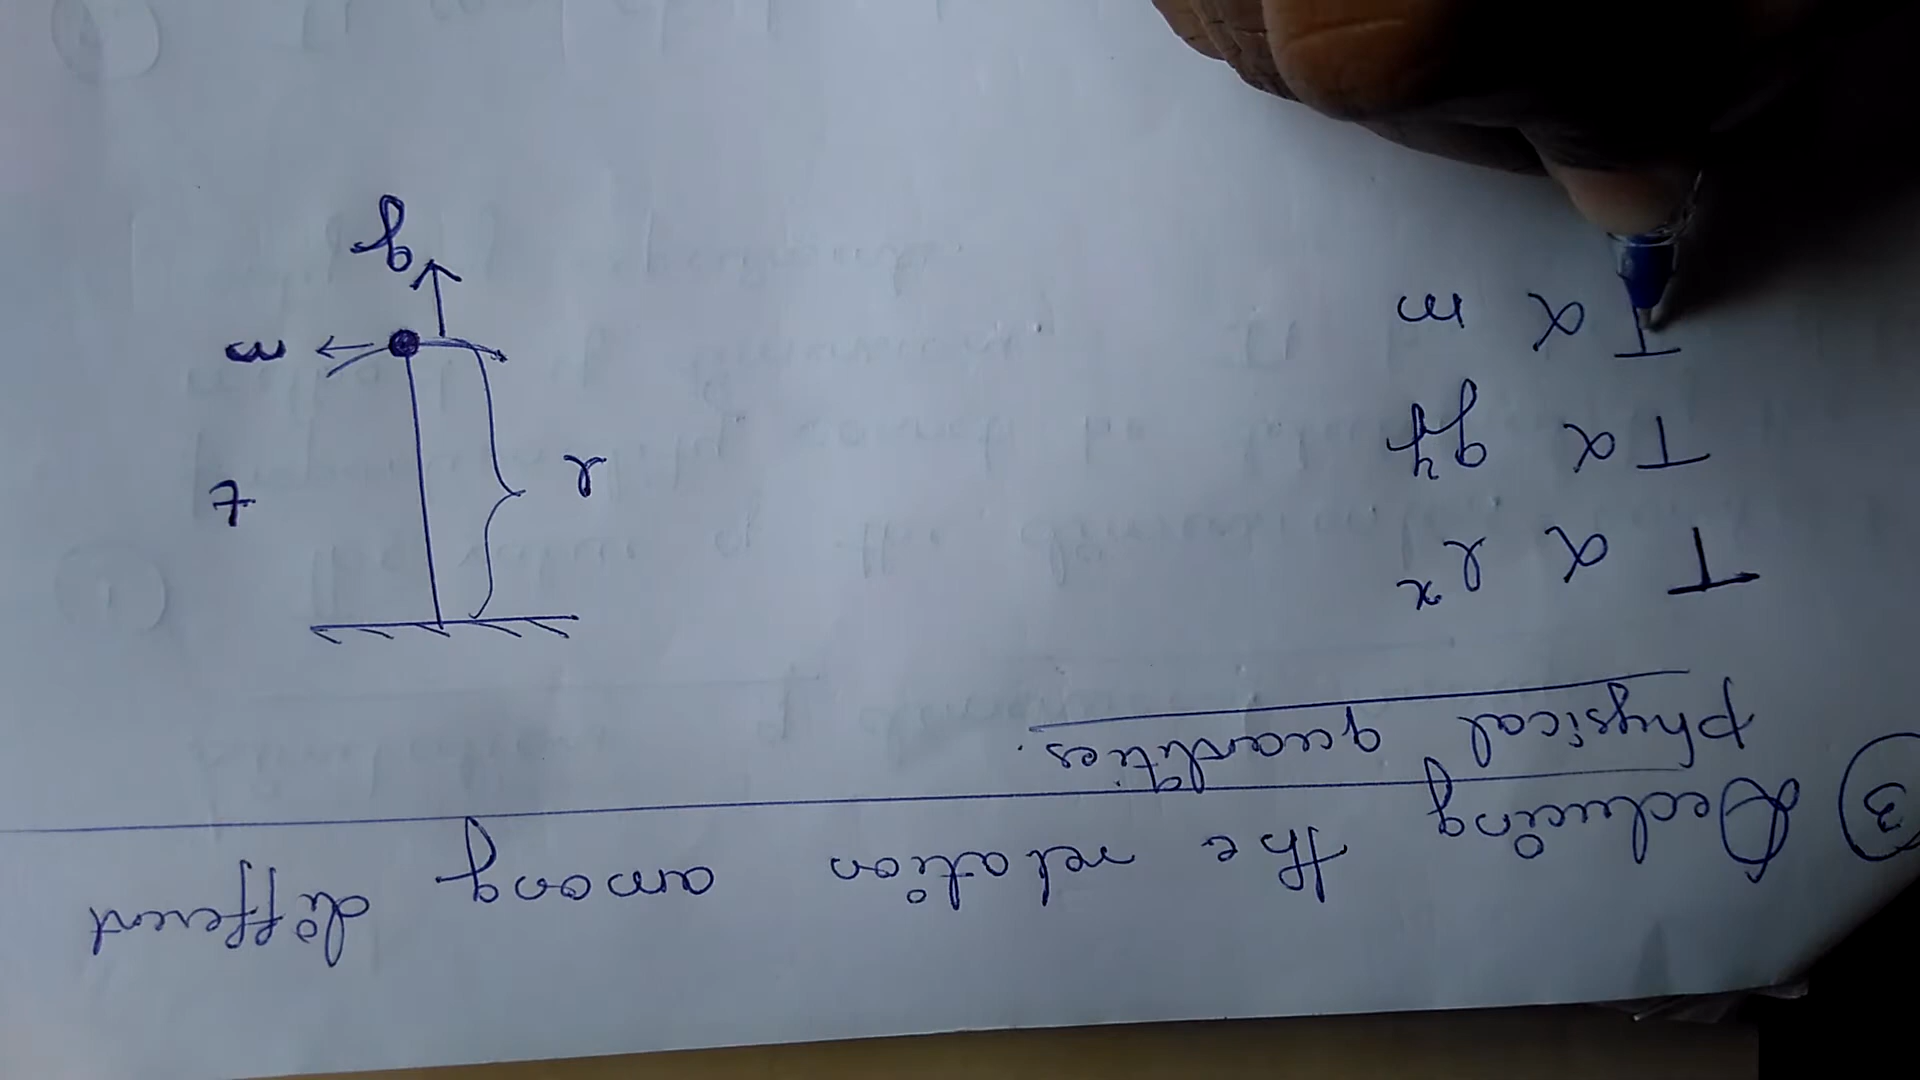 ③ Deducing the relation among different
physical quantities.
T α l^x
T α g^y
T α m
t
l
m
g